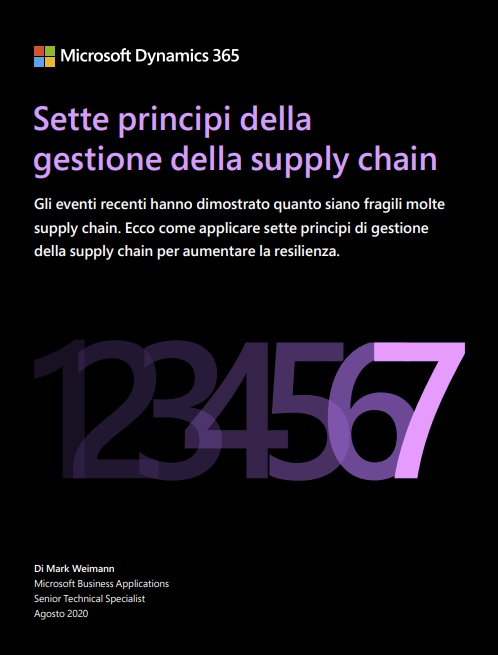 Microsoft Dynamics 365
Sette principi della
gestione della supply chain
Gli eventi recenti hanno dimostrato quanto siano fragili molte
supply chain. Ecco come applicare sette principi di gestione
della supply chain per aumentare la resilienza.
1234567
Di Mark Weimann
Microsoft Business Applications
Senior Technical Specialist
Agosto 2020